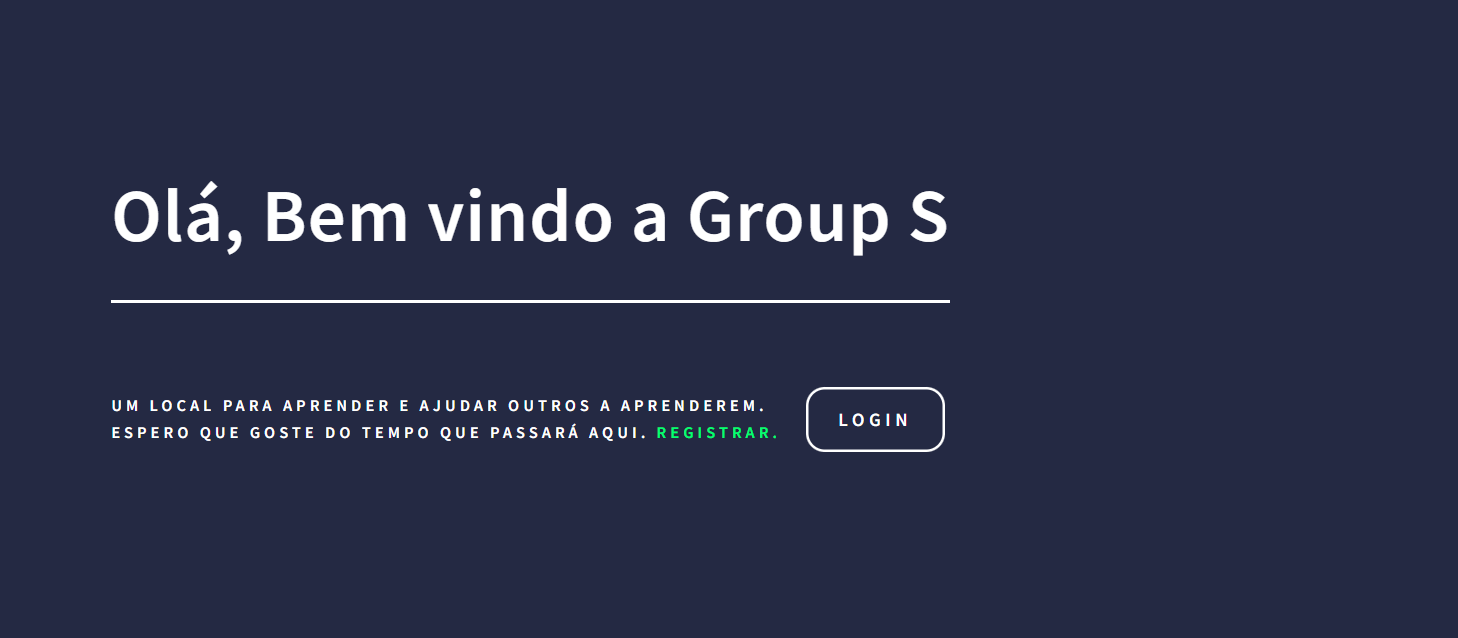 Olá, Bem vindo a Group S
UM LOCAL PARA APRENDER E AJUDAR OUTROS A APRENDEREM.
ESPERO QUE GOSTE DO TEMPO QUE PASSARÁ AQUI. REGISTRAR.
LOGIN